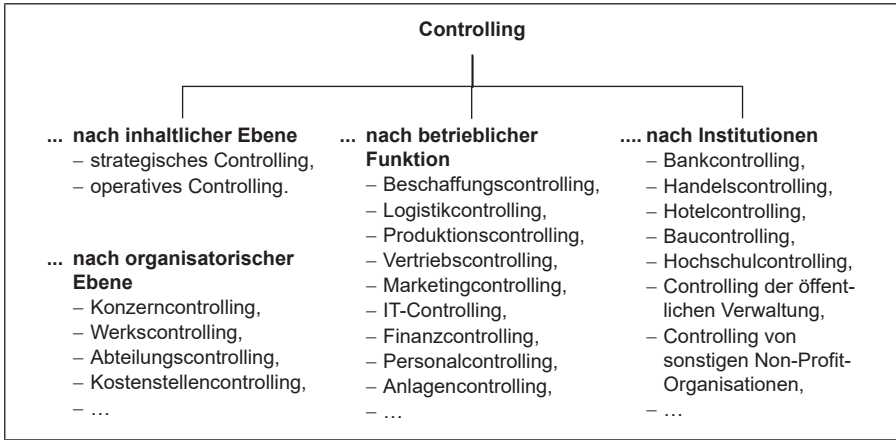 Controlling
... nach inhaltlicher Ebene
– strategisches Controlling,
– operatives Controlling.
... nach organisatorischer
Ebene
– Konzerncontrolling,
– Werkscontrolling,
– Abteilungscontrolling,
– Kostenstellencontrolling,
– …
... nach betrieblicher
Funktion
– Beschaffungscontrolling,
– Logistikcontrolling,
– Produktionscontrolling,
– Vertriebscontrolling,
– Marketingcontrolling,
– IT-Controlling,
– Finanzcontrolling,
– Personalcontrolling,
– Anlagencontrolling,
– …
.... nach Institutionen
– Bankcontrolling,
– Handelscontrolling,
– Hotelcontrolling,
– Baucontrolling,
– Hochschulcontrolling,
– Controlling der öffent-
lichen Verwaltung,
– Controlling von
sonstigen Non-Profit-
Organisationen,
– …